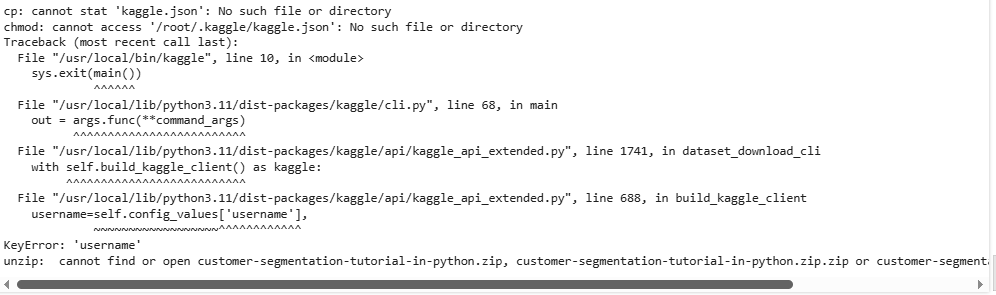 cp: cannot stat 'kaggle.json': No such file or directory
chmod: cannot access '/root/.kaggle/kaggle.json': No such file or directory
Traceback (most recent call last):
  File "/usr/local/bin/kaggle", line 10, in <module>
    sys.exit(main())
             ^^^^^^
  File "/usr/local/lib/python3.11/dist-packages/kaggle/cli.py", line 68, in main
    out = args.func(**command_args)
          ^^^^^^^^^^^^^^^^^^^^^^^^^
  File "/usr/local/lib/python3.11/dist-packages/kaggle/api/kaggle_api_extended.py", line 1741, in dataset_download_cli
    with self.build_kaggle_client() as kaggle:
         ^^^^^^^^^^^^^^^^^^^^^^^^^^
  File "/usr/local/lib/python3.11/dist-packages/kaggle/api/kaggle_api_extended.py", line 688, in build_kaggle_client
    username=self.config_values['username'],
             ~~~~~~~~~~~~~~~~~~^^^^^^^^^^^^
KeyError: 'username'
unzip:  cannot find or open customer-segmentation-tutorial-in-python.zip, customer-segmentation-tutorial-in-python.zip.zip or customer-segment